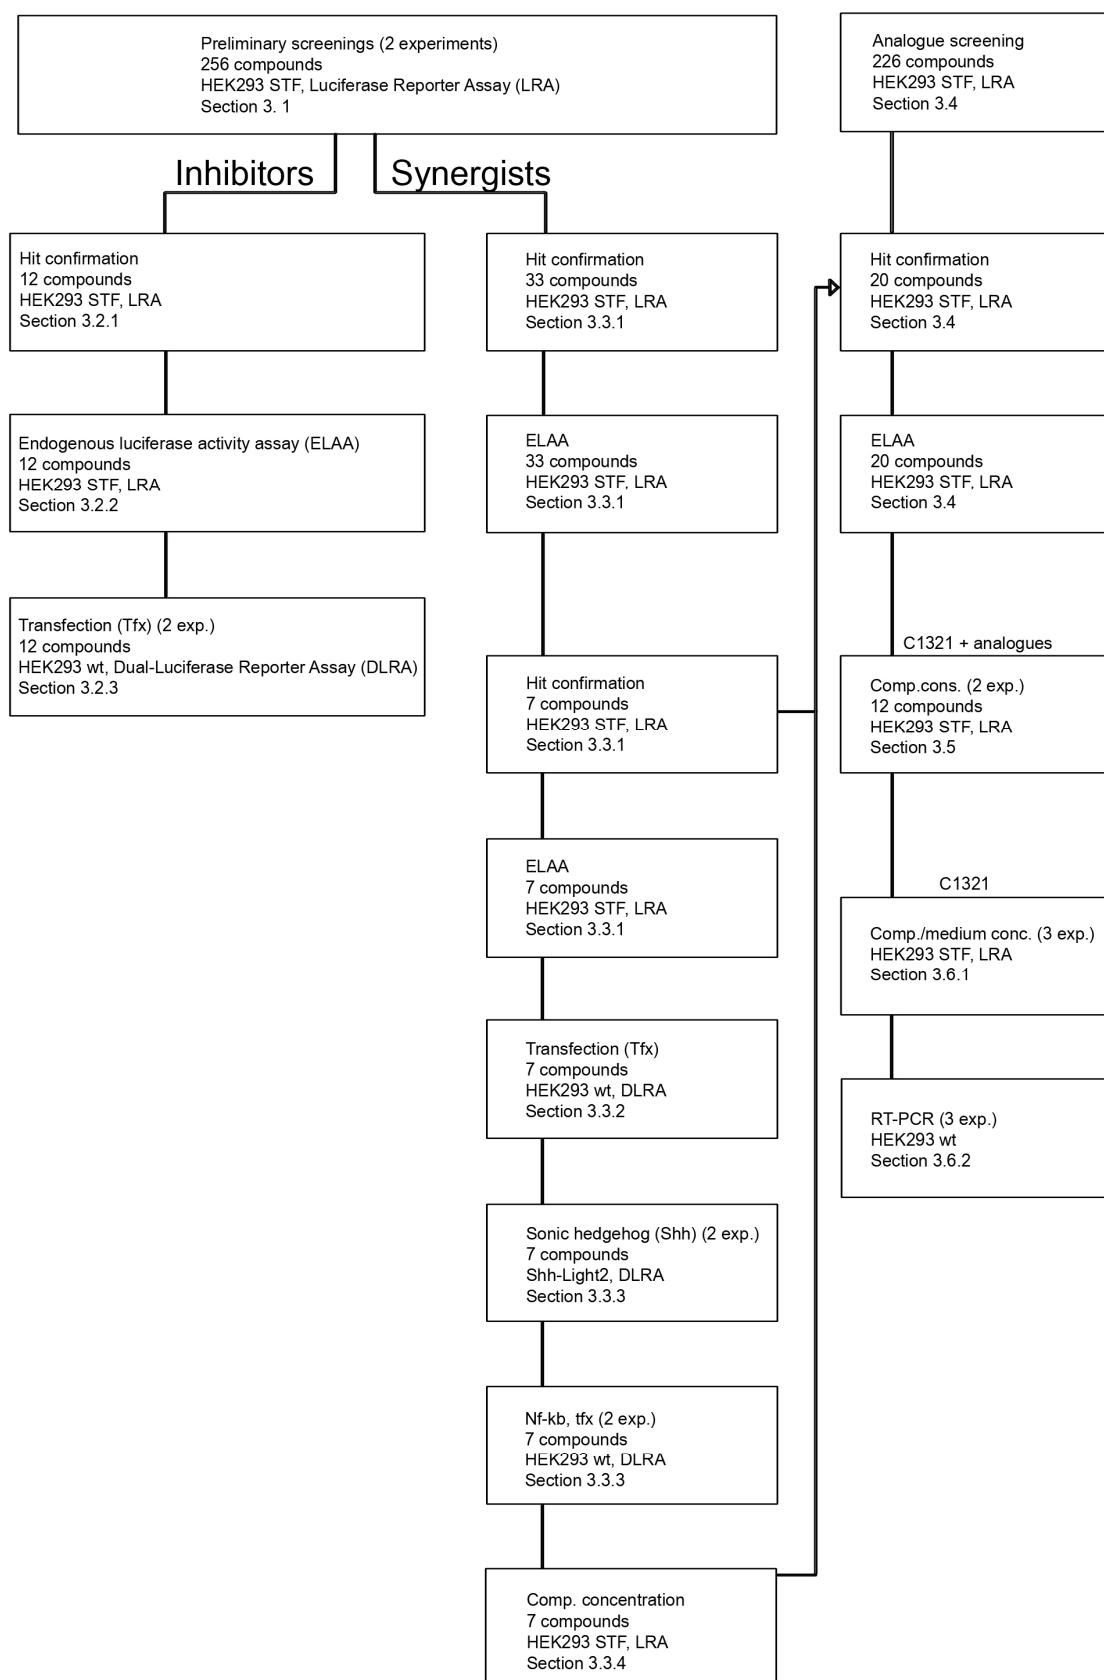 Preliminary screenings (2 experiments)
256 compounds
HEK293 STF, Luciferase Reporter Assay (LRA)
Section 3. 1
Inhibitors
Synergists
Hit confirmation
12 compounds
HEK293 STF, LRA
Section 3.2.1
Endogenous luciferase activity assay (ELAA)
12 compounds
HEK293 STF, LRA
Section 3.2.2
Transfection (Tfx) (2 exp.)
12 compounds
HEK293 wt, Dual-Luciferase Reporter Assay (DLRA)
Section 3.2.3
Hit confirmation
33 compounds
HEK293 STF, LRA
Section 3.3.1
ELAA
33 compounds
HEK293 STF, LRA
Section 3.3.1
Hit confirmation
7 compounds
HEK293 STF, LRA
Section 3.3.1
ELAA
7 compounds
HEK293 STF, LRA
Section 3.3.1
Transfection (Tfx)
7 compounds
HEK293 wt, DLRA
Section 3.3.2
Sonic hedgehog (Shh) (2 exp.)
7 compounds
Shh-Light2, DLRA
Section 3.3.3
Nf-kb, tfx (2 exp.)
7 compounds
HEK293 wt, DLRA
Section 3.3.3
Comp. concentration
7 compounds
HEK293 STF, LRA
Section 3.3.4
Analogue screening
226 compounds
HEK293 STF, LRA
Section 3.4
Hit confirmation
20 compounds
HEK293 STF, LRA
Section 3.4
ELAA
20 compounds
HEK293 STF, LRA
Section 3.4
C1321 + analogues
Comp.cons. (2 exp.)
12 compounds
HEK293 STF, LRA
Section 3.5
C1321
Comp./medium conc. (3 exp.)
HEK293 STF, LRA
Section 3.6.1
RT-PCR (3 exp.)
HEK293 wt
Section 3.6.2